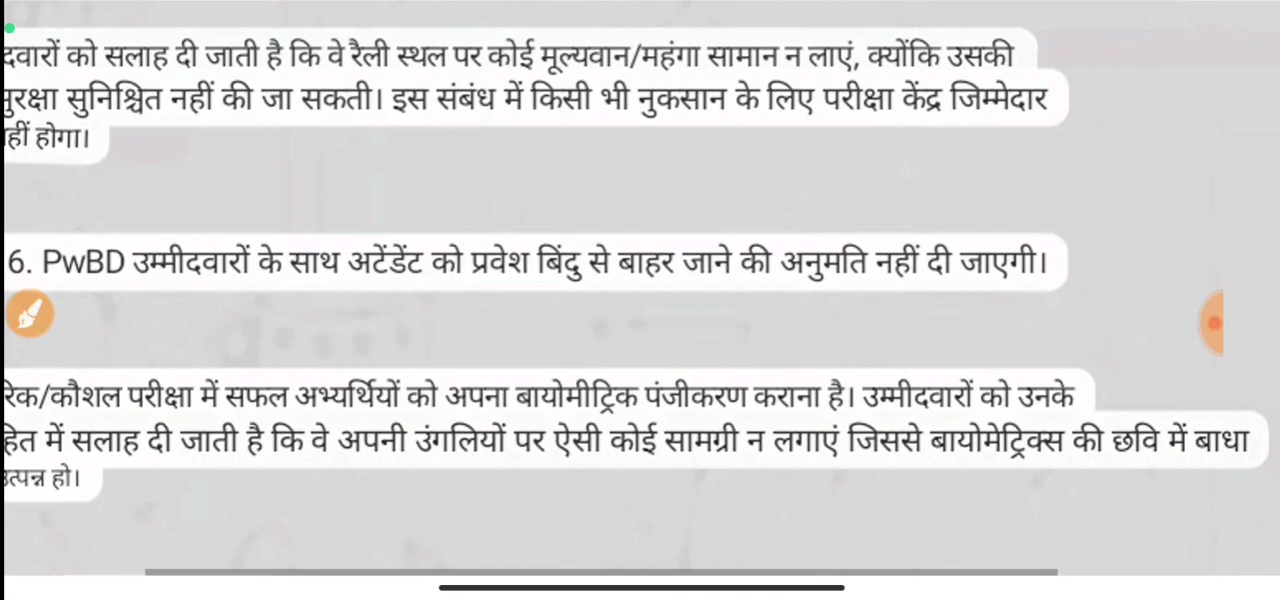 को सलाह दी जाती है कि वे रैली स्थल पर कोई मूल्यवान/महंगा सामान न लाएं, क्योंकि उसकी
सुनिश्चित नहीं की जा सकती। इस संबंध में किसी भी नुकसान के लिए परीक्षा केंद्र जिम्मेदार
होगा।
6. PwBD उम्मीदवारों के साथ अटेंडेंट को प्रवेश बिंदु से बाहर जाने की अनुमति नहीं दी जाएगी।
रिक/कौशल परीक्षा में सफल अभ्यर्थियों को अपना बायोमीट्रिक पंजीकरण कराना है। उम्मीदवारों को उनके
हित में सलाह दी जाती है कि वे अपनी उंगलियों पर ऐसी कोई सामग्री न लगाएं जिससे बायोमेट्रिक्स की छवि में बाधा
उत्पन्न हो।